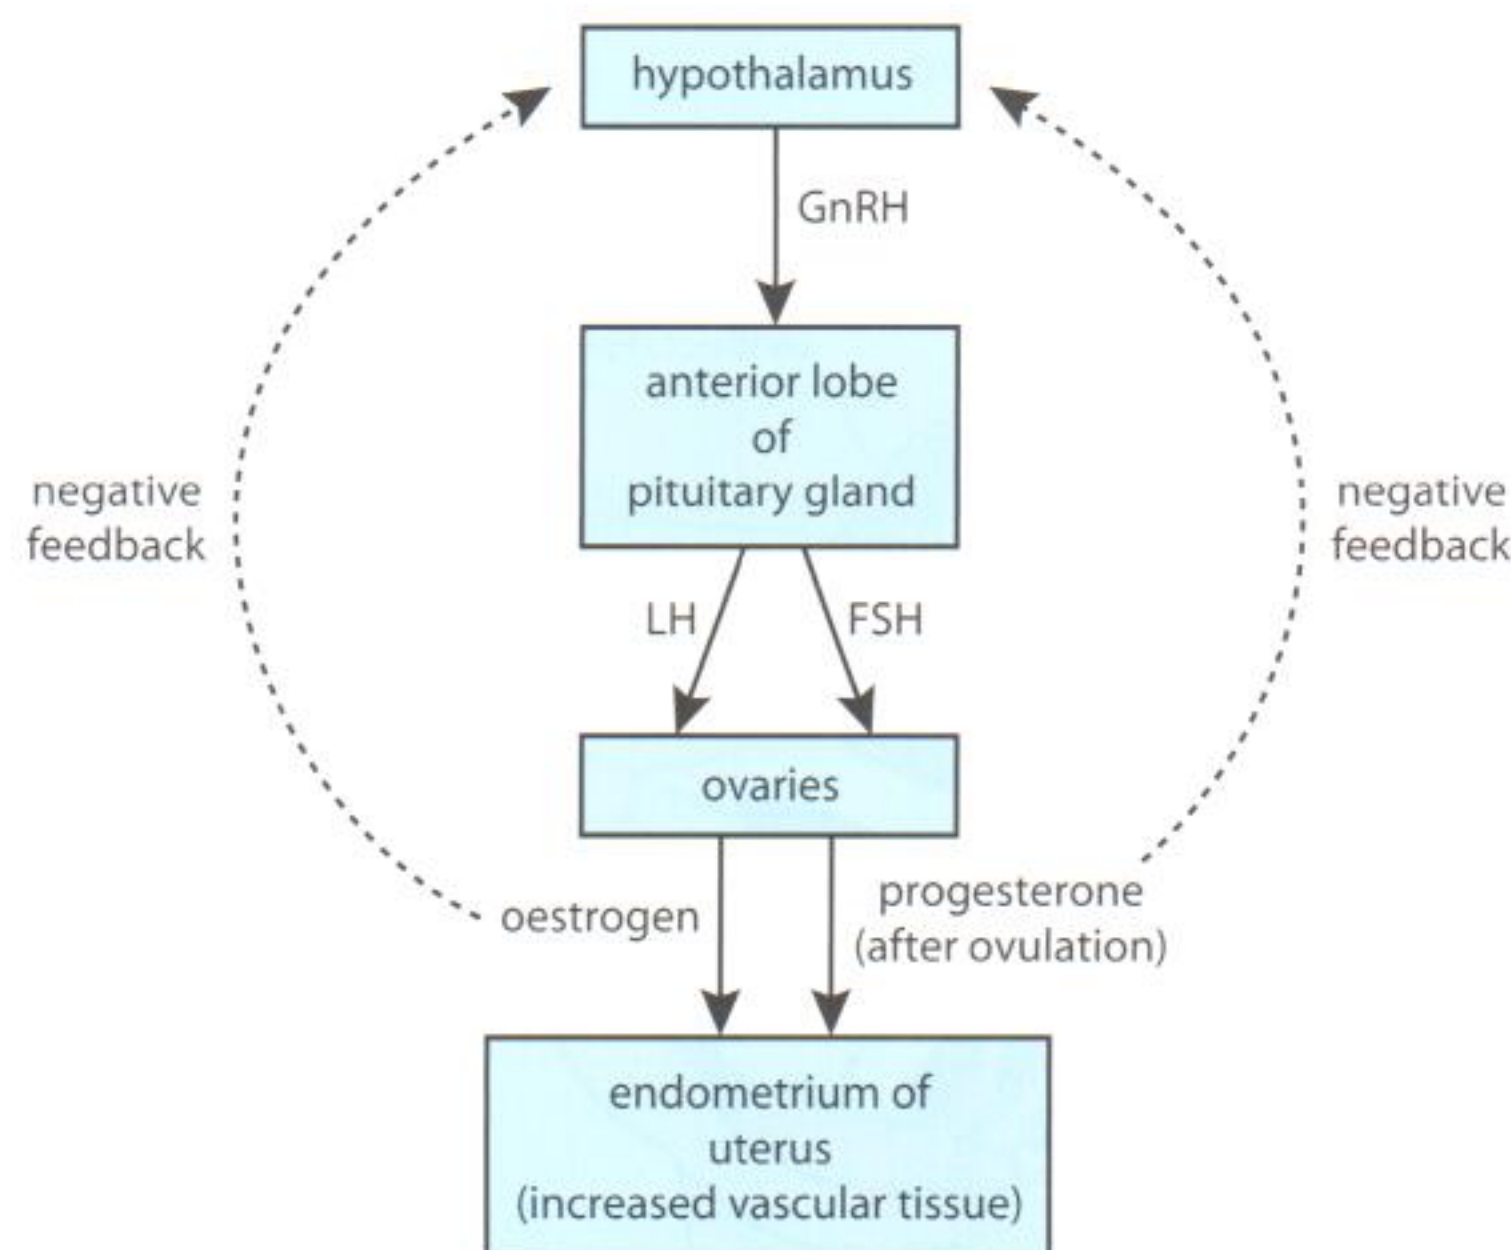 hypothalamus
GnRH
anterior lobe
of
pituitary gland
negative
feedback
negative
feedback
LH
FSH
ovaries
oestrogen
progesterone
(after ovulation)
endometrium of
uterus
(increased vascular tissue)